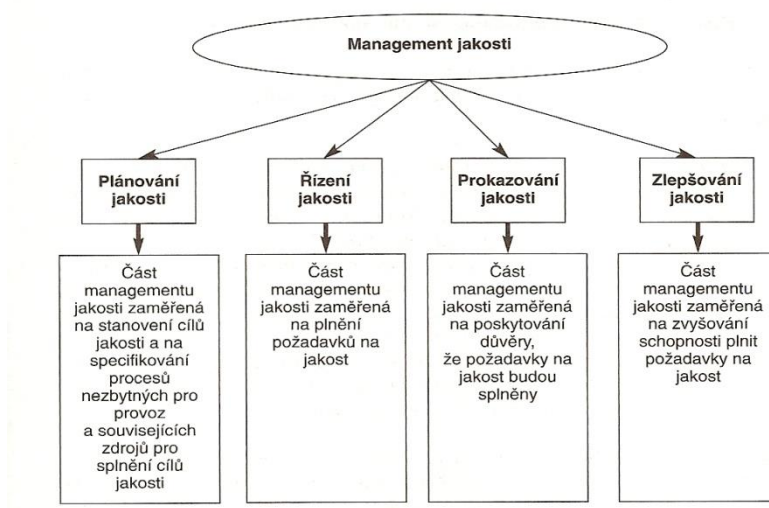 Management jakosti
Plánování
jakosti
Řízení
jakosti
Prokazování
jakosti
Zlepšování
jakosti
Část
managementu
jakosti zaměřená
na stanovení cílů
jakosti a na
specifikování
procesů
nezbytných pro
provoz
a souvisejících
zdrojů pro
splnění cílů
jakosti
Část
managementu
jakosti zaměřená
na plnění
požadavků na
jakost
Část
managementu
jakosti zaměřená
na poskytování
důvěry,
že požadavky na
jakost budou
splněny
Část
managementu
jakosti zaměřená
na zvyšování
schopnosti plnit
požadavky na
jakost